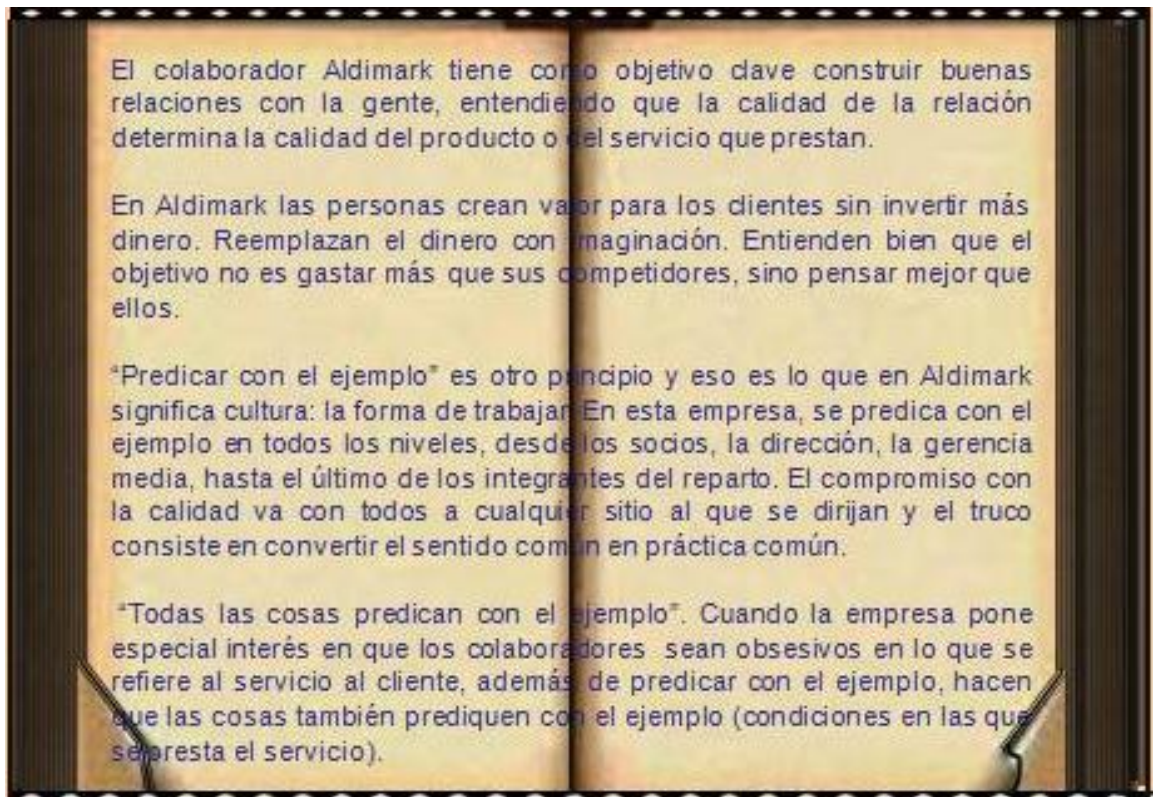 El colaborador Aldimark tiene como objetivo clave construir buenas
relaciones con la gente, entendiendo que la calidad de la relación
determina la calidad del producto o del servicio que prestan.
En Aldimark las personas crean valor para los clientes sin invertir más
dinero. Reemplazan el dinero con imaginación. Entienden bien que el
objetivo no es gastar más que sus competidores, sino pensar mejor que
ellos.
“Predicar con el ejemplo” es otro principio y eso es lo que en Aldimark
significa cultura: la forma de trabajar. En esta empresa, se predica con el
ejemplo en todos los niveles, desde los socios, la dirección, la gerencia
media, hasta el último de los integrantes del reparto. El compromiso con
la calidad va con todos a cualquier sitio al que se dirijan y el truco
consiste en convertir el sentido común en práctica común.
“Todas las cosas predican con el ejemplo”. Cuando la empresa pone
especial interés en que los colaboradores sean obsesivos en lo que se
refiere al servicio al cliente, además de predicar con el ejemplo, hacen
que las cosas también prediquen con el ejemplo (condiciones en las que
se presta el servicio).